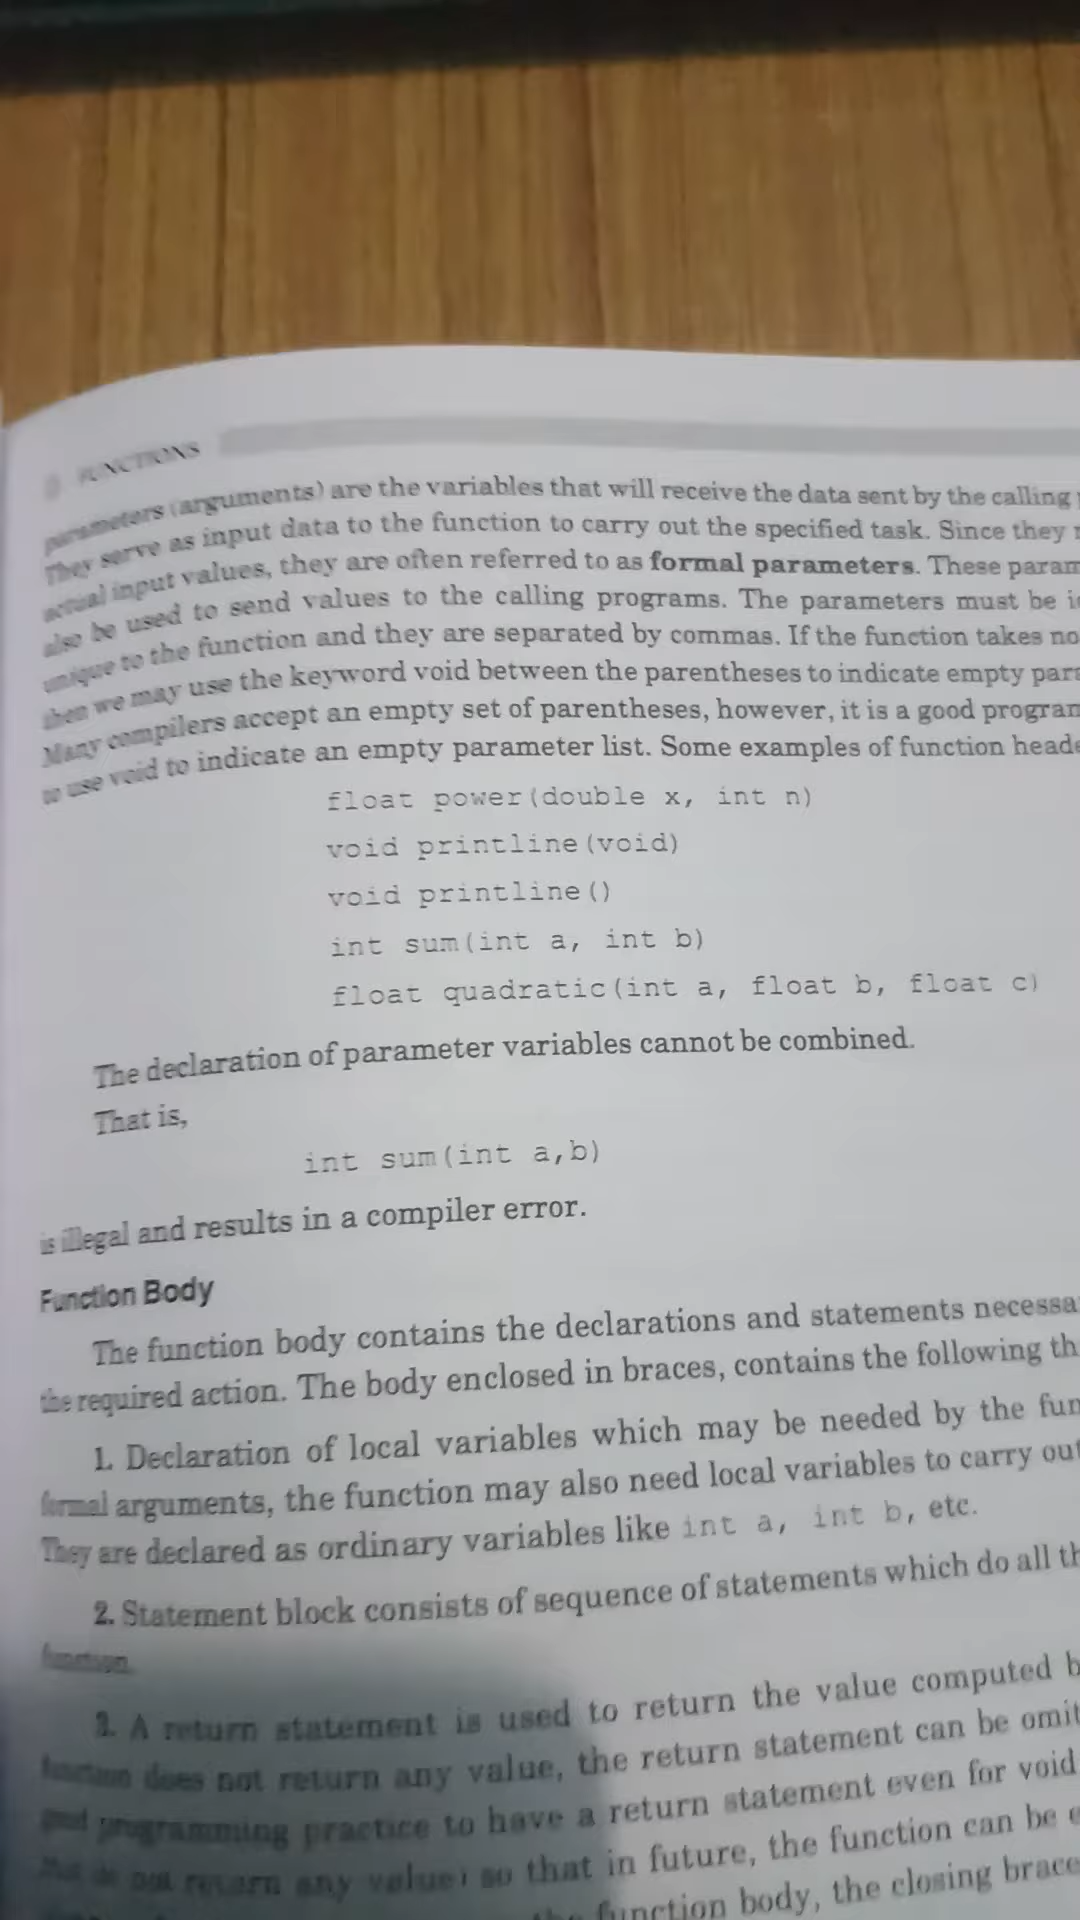 FUNCTIONS
parameters (arguments) are the variables that will receive the data sent by the calling
They serve as input data to the function to carry out the specified task. Since they
actual input values, they are often referred to as formal parameters. These param
also be used to send values to the calling programs. The parameters must be
unique to the function and they are separated by commas. If the function takes no
then we may use the keyword void between the parentheses to indicate empty para
Many compilers accept an empty set of parentheses, however, it is a good program
to use void to indicate an empty parameter list. Some examples of function heade
float power(double x, int n)
void printline(void)
void printline()
int sum(int a, int b)
float quadratic(int a, float b, float c)
The declaration of parameter variables cannot be combined.
That is,
int sum(int a,b)
is illegal and results in a compiler error.
Function Body
The function body contains the declarations and statements necessa
the required action. The body enclosed in braces, contains the following th
1. Declaration of local variables which may be needed by the fun
formal arguments, the function may also need local variables to carry out
They are declared as ordinary variables like int a, int b, etc.
2. Statement block consists of sequence of statements which do all th
function.
3. A return statement is used to return the value computed b
function does not return any value, the return statement can be omit
good programming practice to have a return statement even for void
that do not return any value) so that in future, the function can be
function body, the closing brace